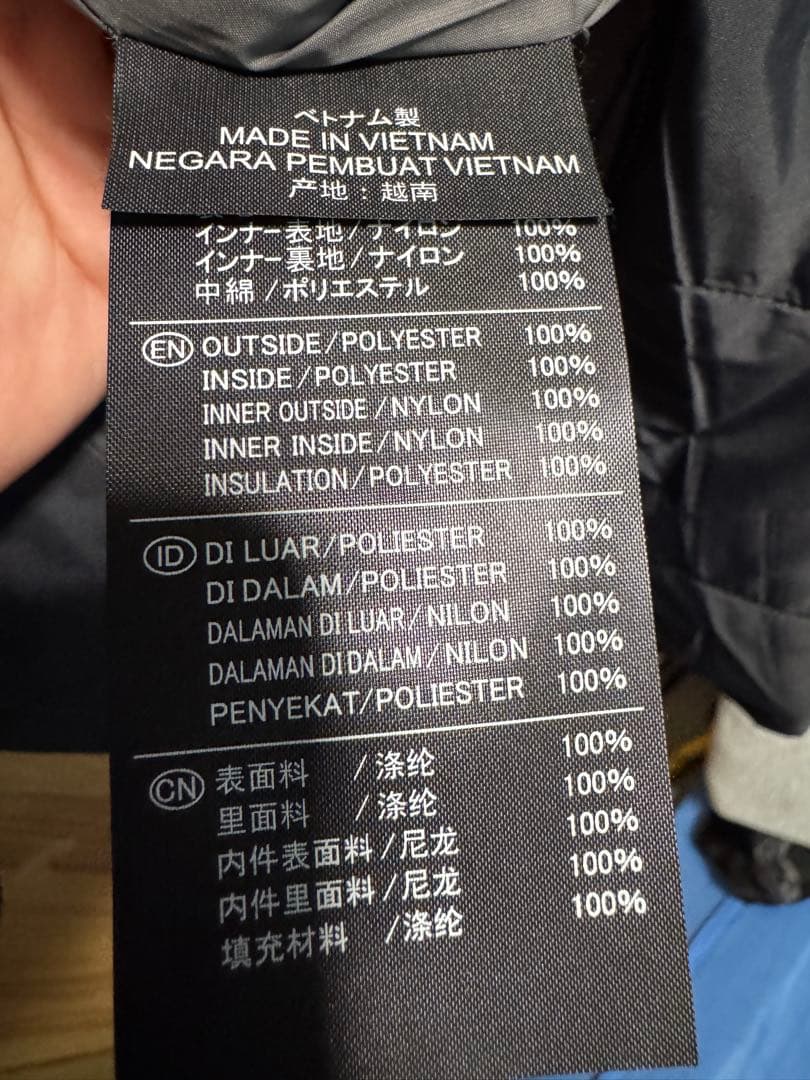 ベトナム製
MADE IN VIETNAM
NEGARA PEMBUAT VIETNAM
产地：越南
インナー表地/ナイロン 100%
インナー裏地/ナイロン 100%
中綿/ポリエステル 100%
EN OUTSIDE/POLYESTER 100%
INSIDE/POLYESTER 100%
INNER OUTSIDE/NYLON 100%
INNER INSIDE/NYLON 100%
INSULATION/POLYESTER 100%
ID DI LUAR/POLIESTER 100%
DI DALAM/POLIESTER 100%
DALAMAN DI LUAR/NILON 100%
DALAMAN DI DALAM/NILON 100%
PENYEKAT/POLIESTER 100%
CN 表面料 /涤纶 100%
里面料 /涤纶 100%
内件表面料/尼龙 100%
内件里面料/尼龙 100%
填充材料 /涤纶 100%